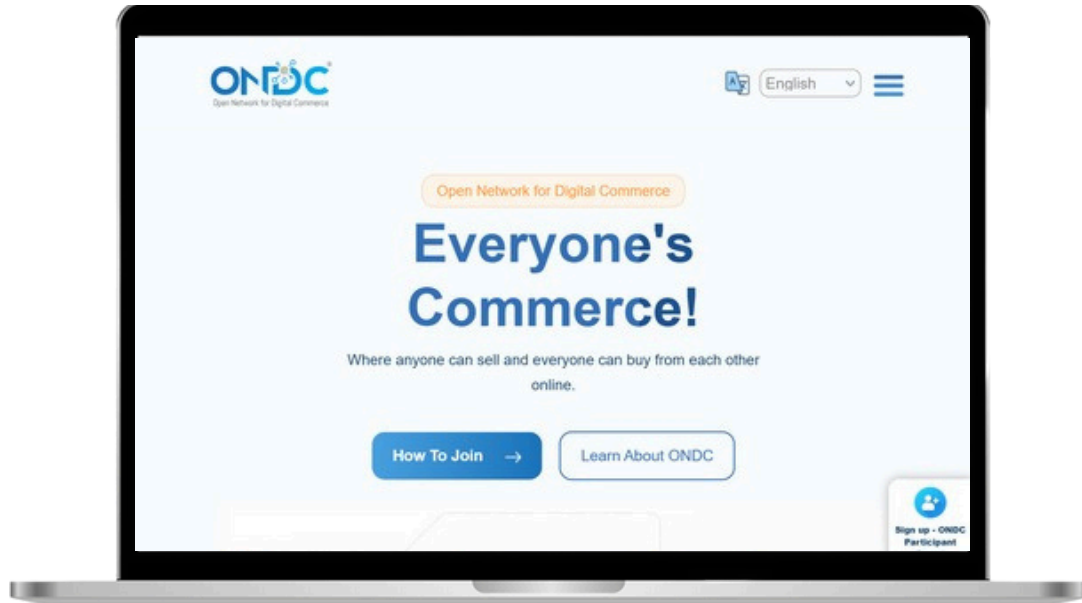 ONDC
Open Network for Digital Commerce
English
Open Network for Digital Commerce
Everyone's
Commerce!
Where anyone can sell and everyone can buy from each other
online.
How To Join →
Learn About ONDC
Sign up - ONDC
Participant